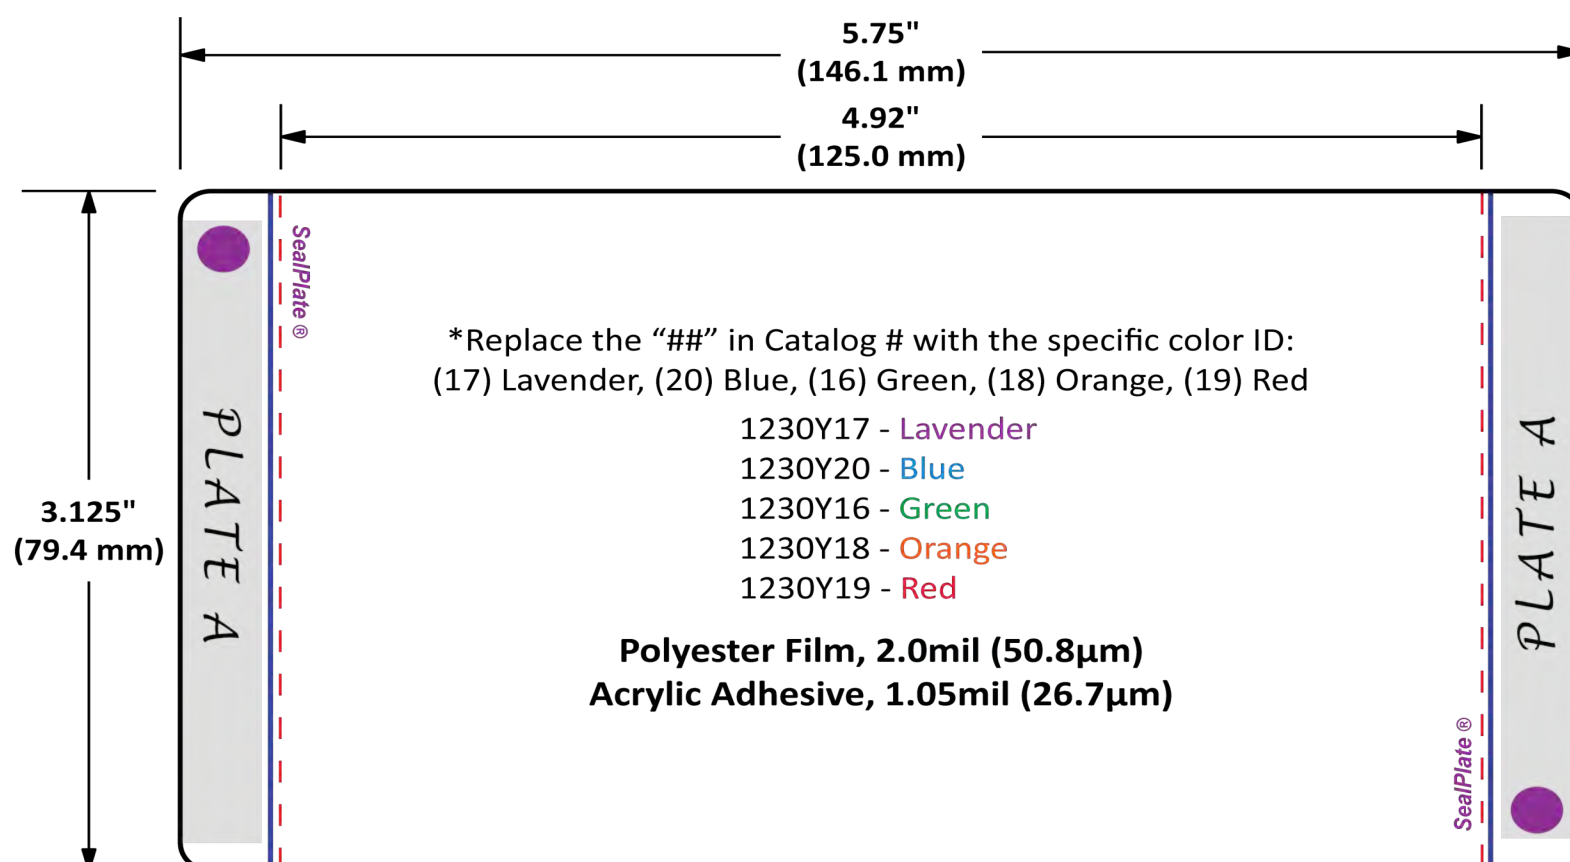 5.75"
(146.1 mm)
4.92"
(125.0 mm)
3.125"
(79.4 mm)
SealPlate ®
PLATE A
*Replace the “##” in Catalog # with the specific color ID:
(17) Lavender, (20) Blue, (16) Green, (18) Orange, (19) Red
1230Y17 - Lavender
1230Y20 - Blue
1230Y16 - Green
1230Y18 - Orange
1230Y19 - Red
Polyester Film, 2.0mil (50.8µm)
Acrylic Adhesive, 1.05mil (26.7µm)
PLATE A
SealPlate ®